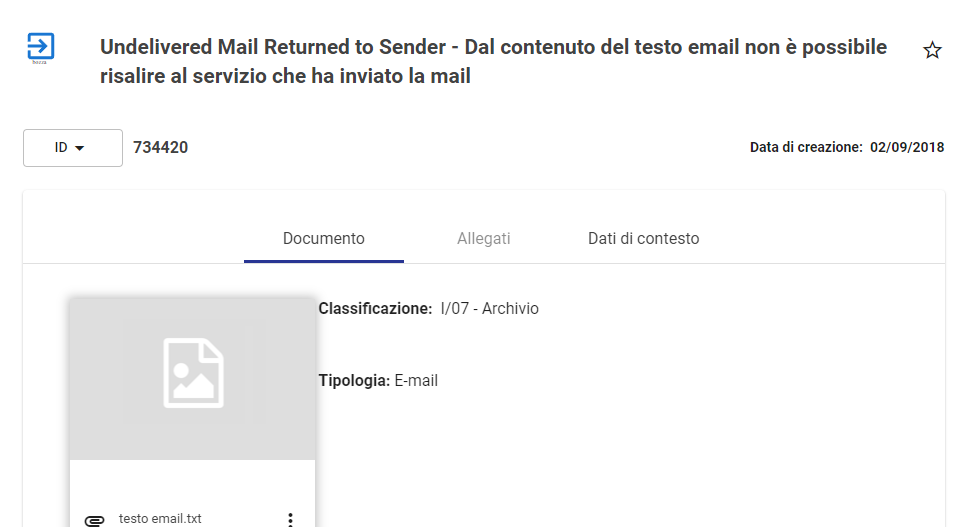 Undelivered Mail Returned to Sender - Dal contenuto del testo email non è possibile
risalire al servizio che ha inviato la mail
bozza
ID
734420
Data di creazione: 02/09/2018
Documento
Allegati
Dati di contesto
Classificazione: I/07 - Archivio
Tipologia: E-mail
testo email.txt